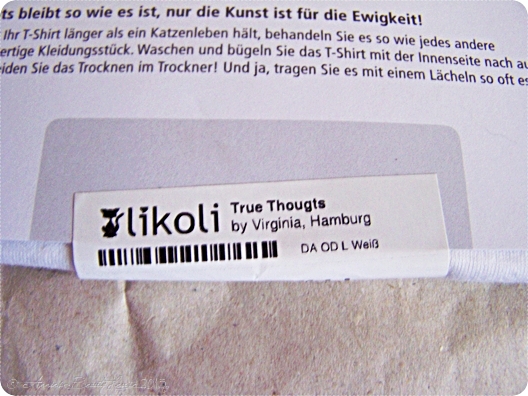 ts bleibt so wie es ist, nur die Kunst ist für die Ewigkeit!
Ihr T-Shirt länger als ein Katzenleben hält, behandeln Sie es so wie jedes andere
ertige Kleidungsstück. Waschen und bügeln Sie das T-Shirt mit der Innenseite nach au
eiden Sie das Trocknen im Trockner! Und ja, tragen Sie es mit einem Lächeln so oft es
likoli
True Thougts
by Virginia, Hamburg
DA OD L Weiß